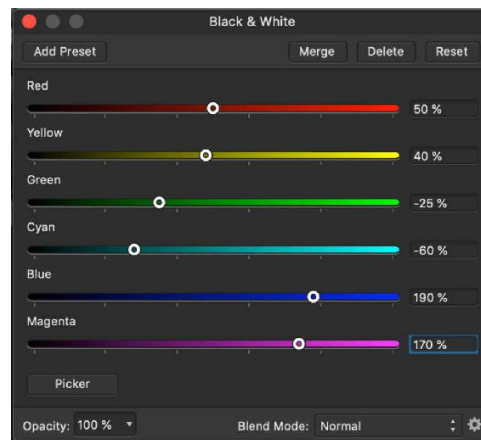 Black & White
Add Preset Merge Delete Reset
Red
50 %
Yellow
40 %
Green
-25 %
Cyan
-60 %
Blue
190 %
Magenta
170 %
Picker
Opacity: 100 % Blend Mode: Normal